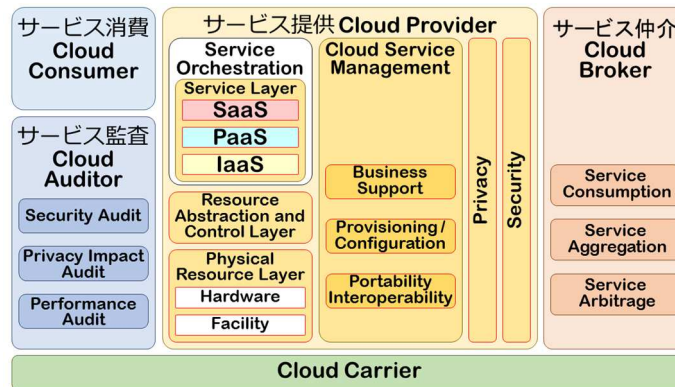 サービス消費
Cloud
Consumer
サービス監査
Cloud
Auditor
Security Audit
Privacy Impact
Audit
Performance
Audit
サービス提供 Cloud Provider
Service
Orchestration
Service Layer
SaaS
PaaS
IaaS
Resource
Abstraction and
Control Layer
Physical
Resource Layer
Hardware
Facility
Cloud Service
Management
Business
Support
Provisioning /
Configuration
Portability
Interoperability
Privacy
Security
サービス仲介
Cloud
Broker
Service
Consumption
Service
Aggregation
Service
Arbitrage
Cloud Carrier